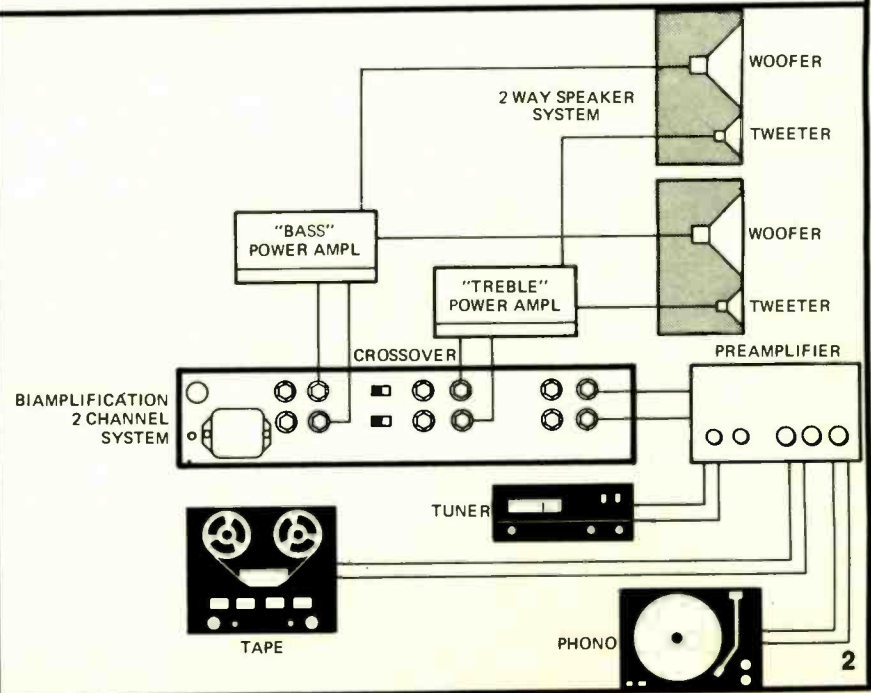 WOOFER
2 WAY SPEAKER
SYSTEM
TWEETER
"BASS"
POWER AMPL
WOOFER
"TREBLE"
POWER AMPL
TWEETER
CROSSOVER
PREAMPLIFIER
BIAMPLIFICATION
2 CHANNEL
SYSTEM
TUNER
TAPE
PHONO
2